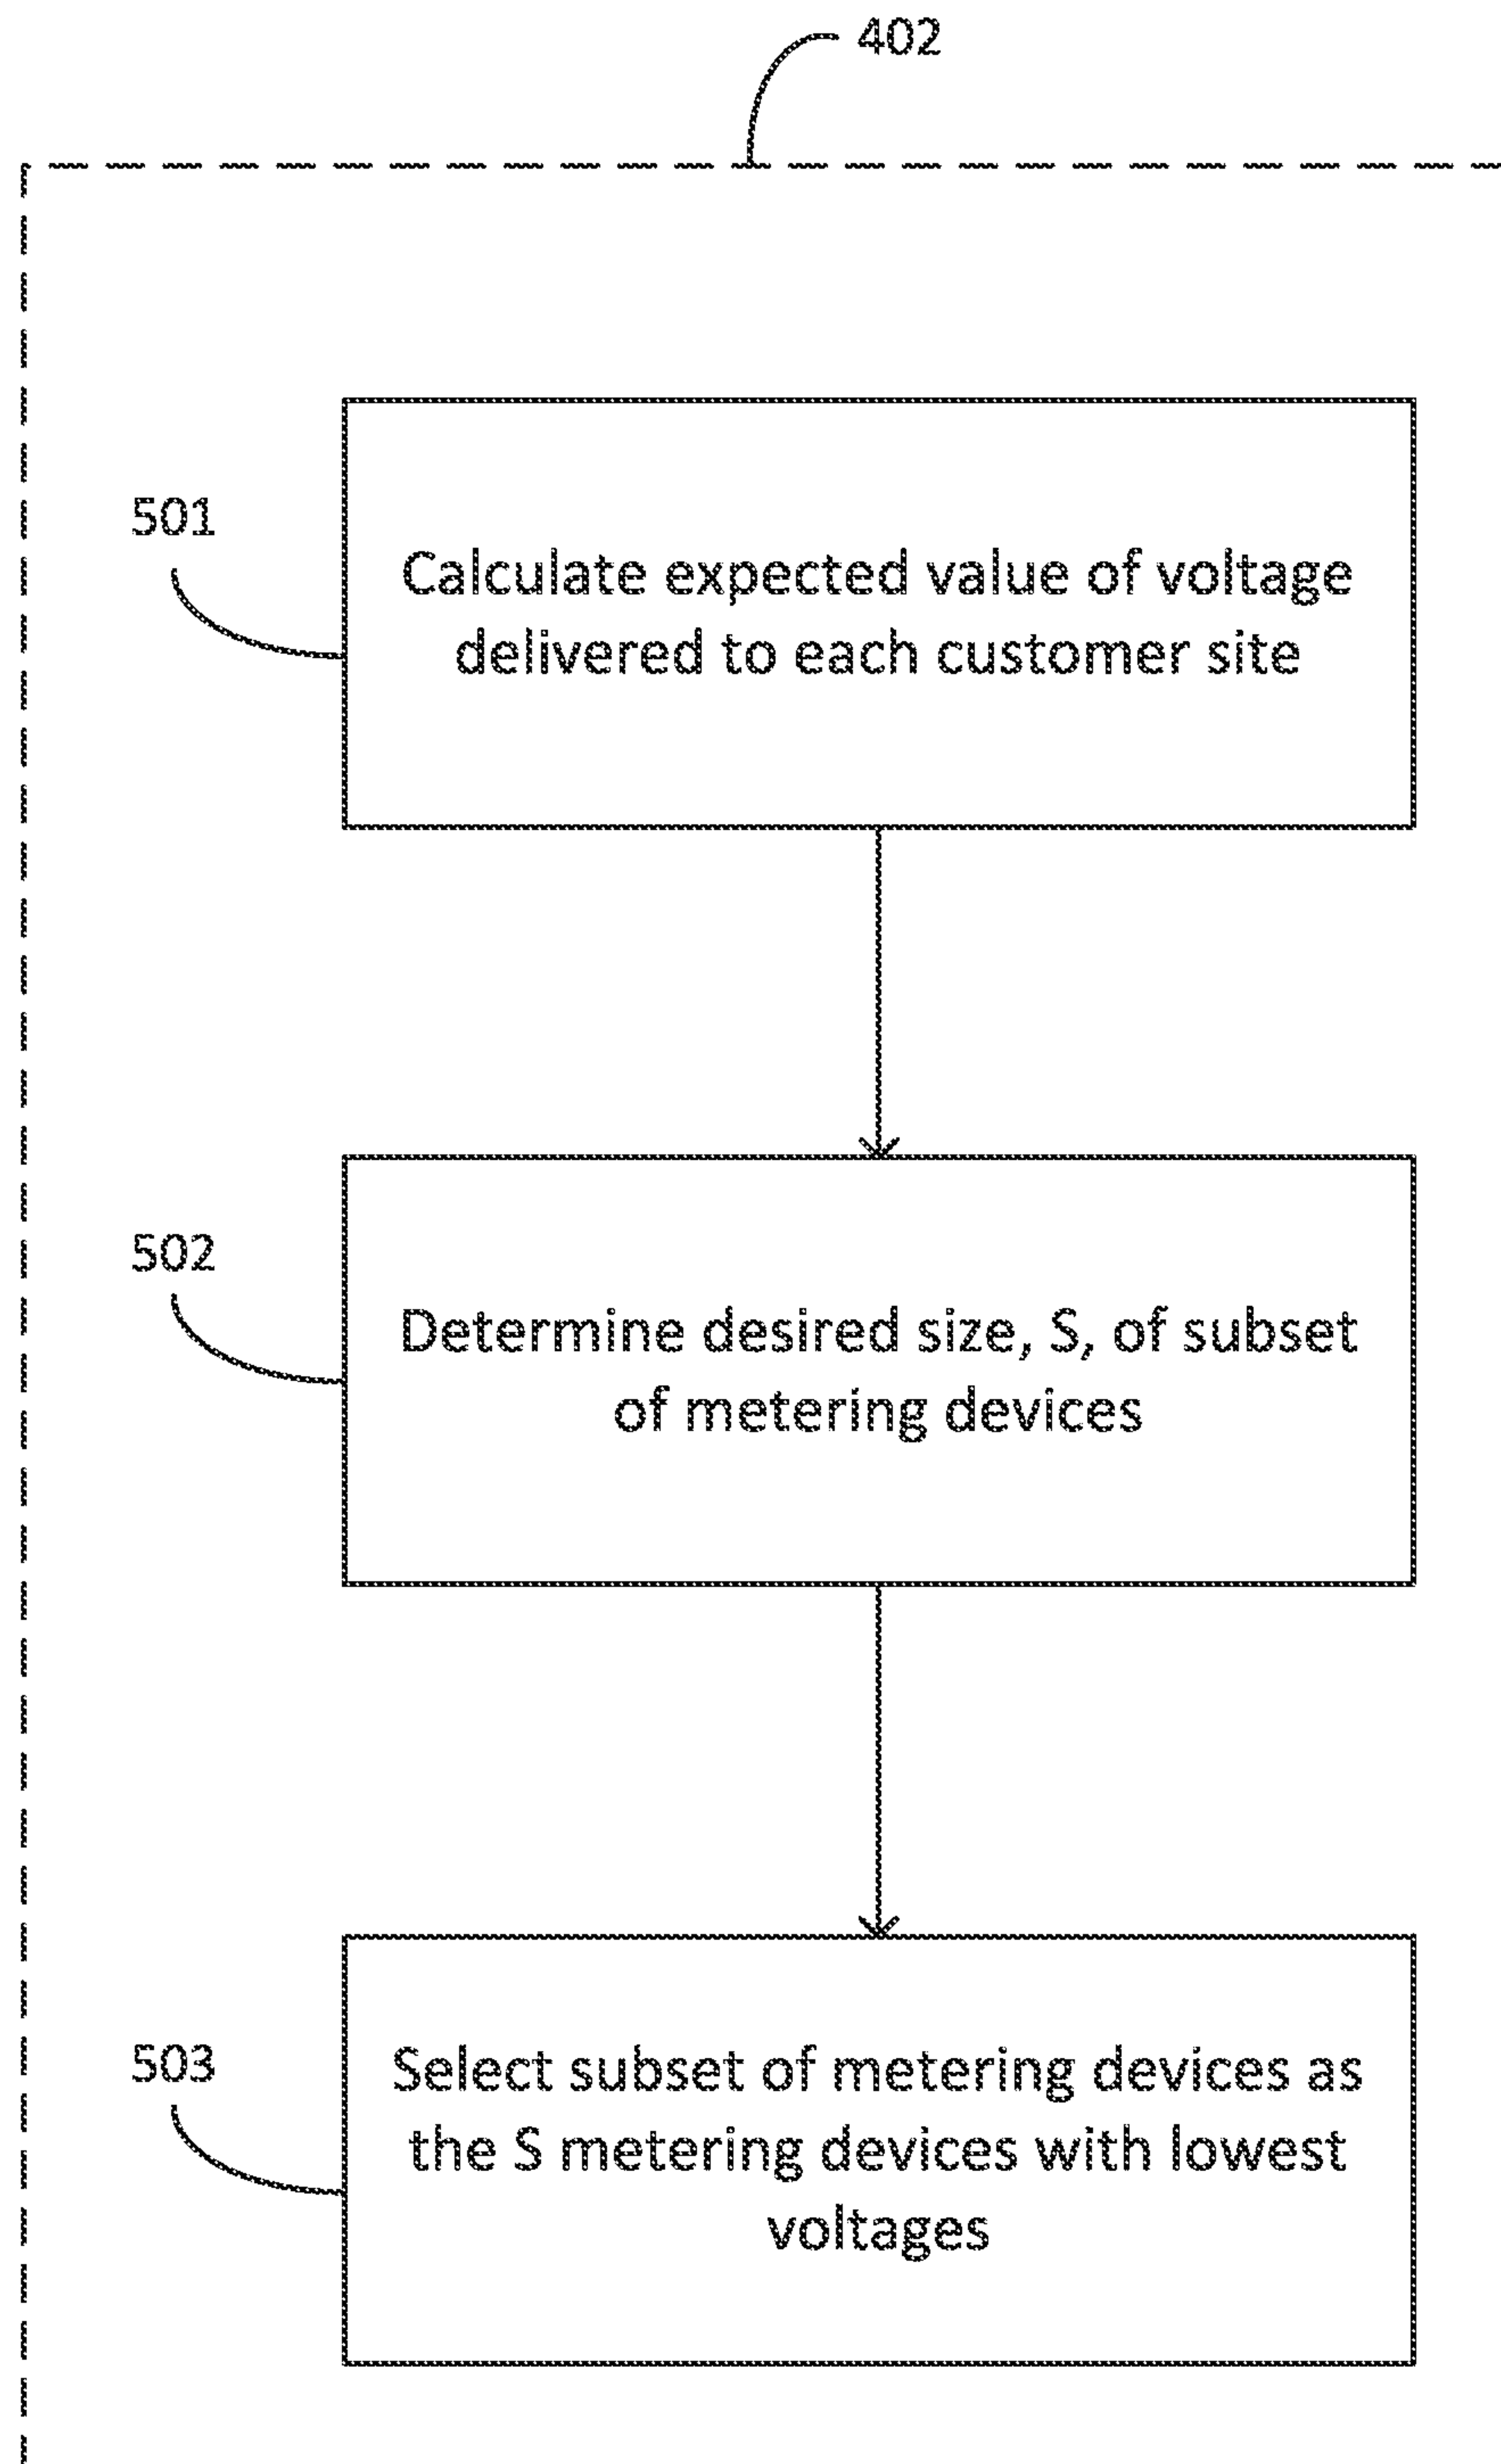 402
501
Calculate expected value of voltage
delivered to each customer site
502
Determine desired size, S, of subset
of metering devices
503
Select subset of metering devices as
the S metering devices with lowest
voltages